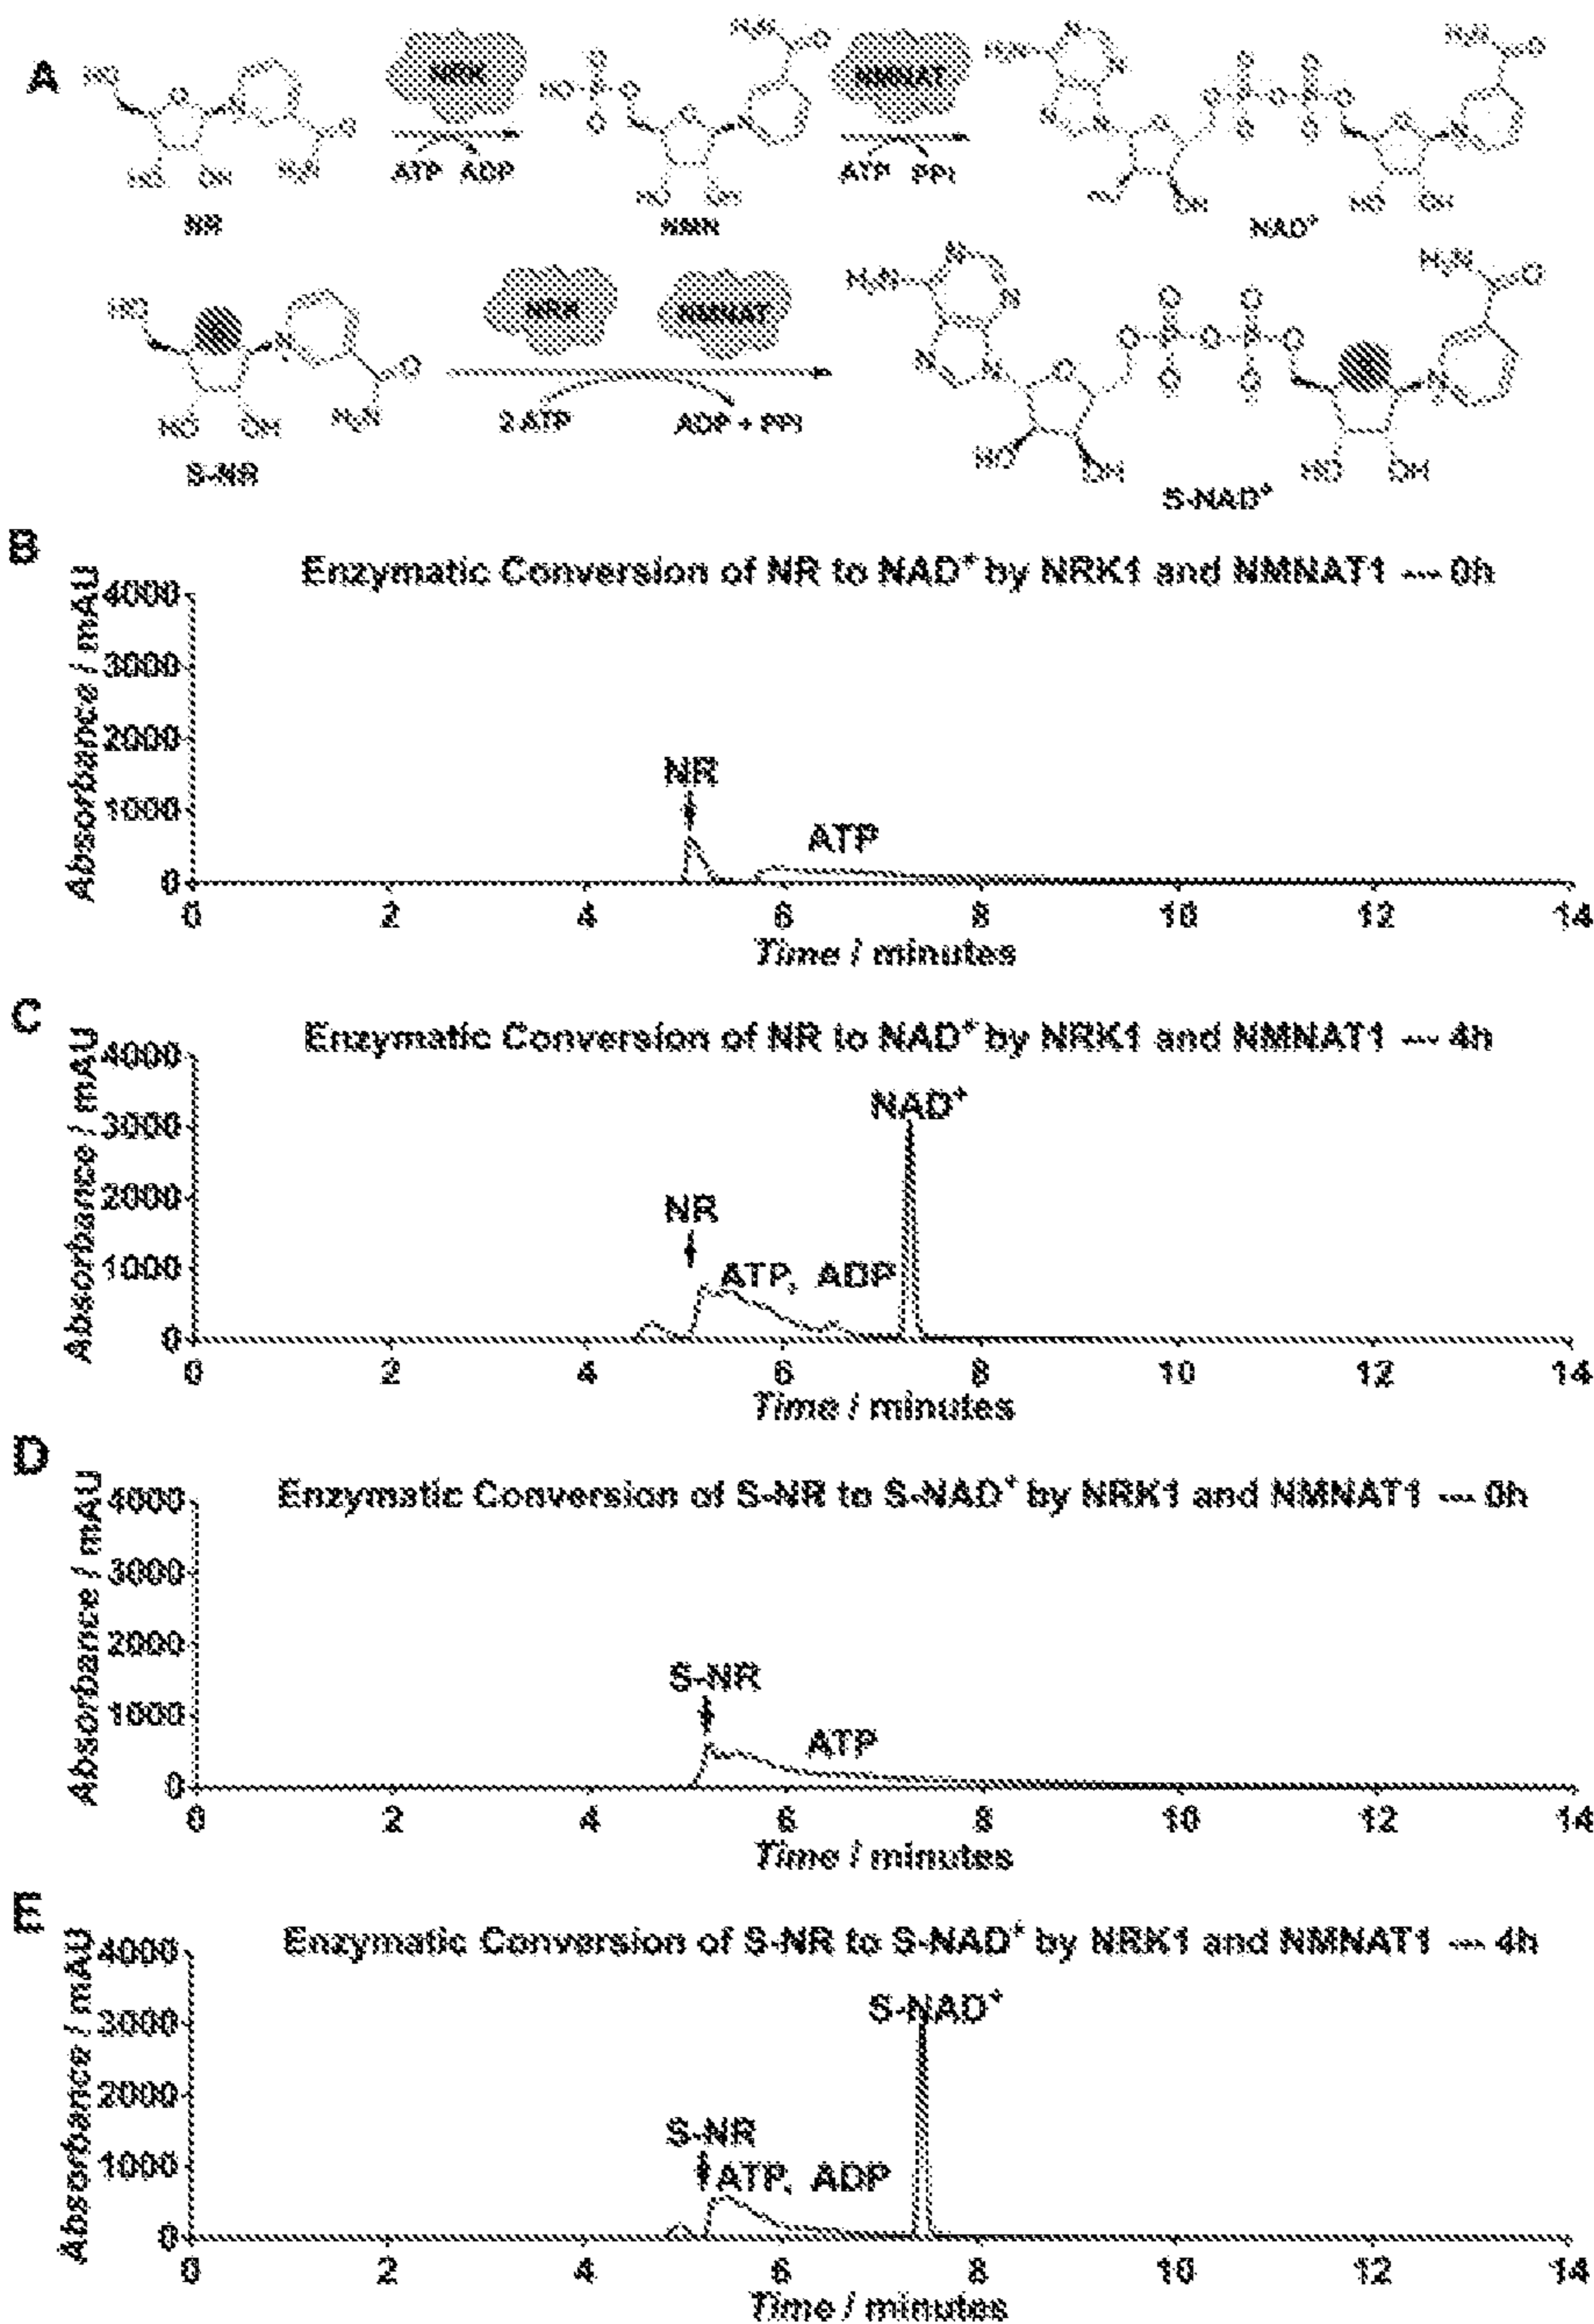 A
NRK
NMNAT
ATP ADP
ATP PPi
NR
NMN
NAD⁺
NRK
NMNAT
2 ATP
ADP + PPi
S-NR
S-NAD⁺
B
Enzymatic Conversion of NR to NAD⁺ by NRK1 and NMNAT1 --- 0h
Absorbance / mAU
4000
3000
2000
1000
0
NR
ATP
0 2 4 6 8 10 12 14
Time / minutes
C
Enzymatic Conversion of NR to NAD⁺ by NRK1 and NMNAT1 --- 4h
Absorbance / mAU
4000
3000
2000
1000
0
NAD⁺
NR
ATP, ADP
0 2 4 6 8 10 12 14
Time / minutes
D
Enzymatic Conversion of S-NR to S-NAD⁺ by NRK1 and NMNAT1 --- 0h
Absorbance / mAU
4000
3000
2000
1000
0
S-NR
ATP
0 2 4 6 8 10 12 14
Time / minutes
E
Enzymatic Conversion of S-NR to S-NAD⁺ by NRK1 and NMNAT1 --- 4h
Absorbance / mAU
4000
3000
2000
1000
0
S-NAD⁺
S-NR
ATP, ADP
0 2 4 6 8 10 12 14
Time / minutes